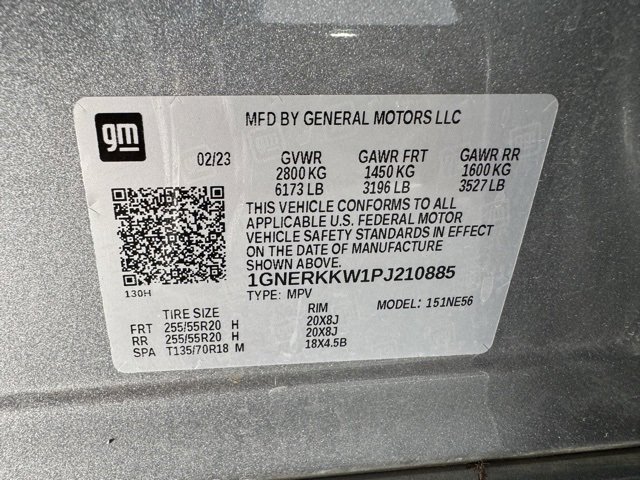 gm
MFD BY GENERAL MOTORS LLC
02/23 GVWR GAWR FRT GAWR RR
2800 KG 1450 KG 1600 KG
6173 LB 3196 LB 3527 LB
THIS VEHICLE CONFORMS TO ALL
APPLICABLE U.S. FEDERAL MOTOR
VEHICLE SAFETY STANDARDS IN EFFECT
ON THE DATE OF MANUFACTURE
SHOWN ABOVE.
130H 1GNERKKW1PJ210885
TYPE: MPV MODEL: 151NE56
TIRE SIZE RIM
FRT 255/55R20 H 20X8J
RR 255/55R20 H 20X8J
SPA T135/70R18 M 18X4.5B